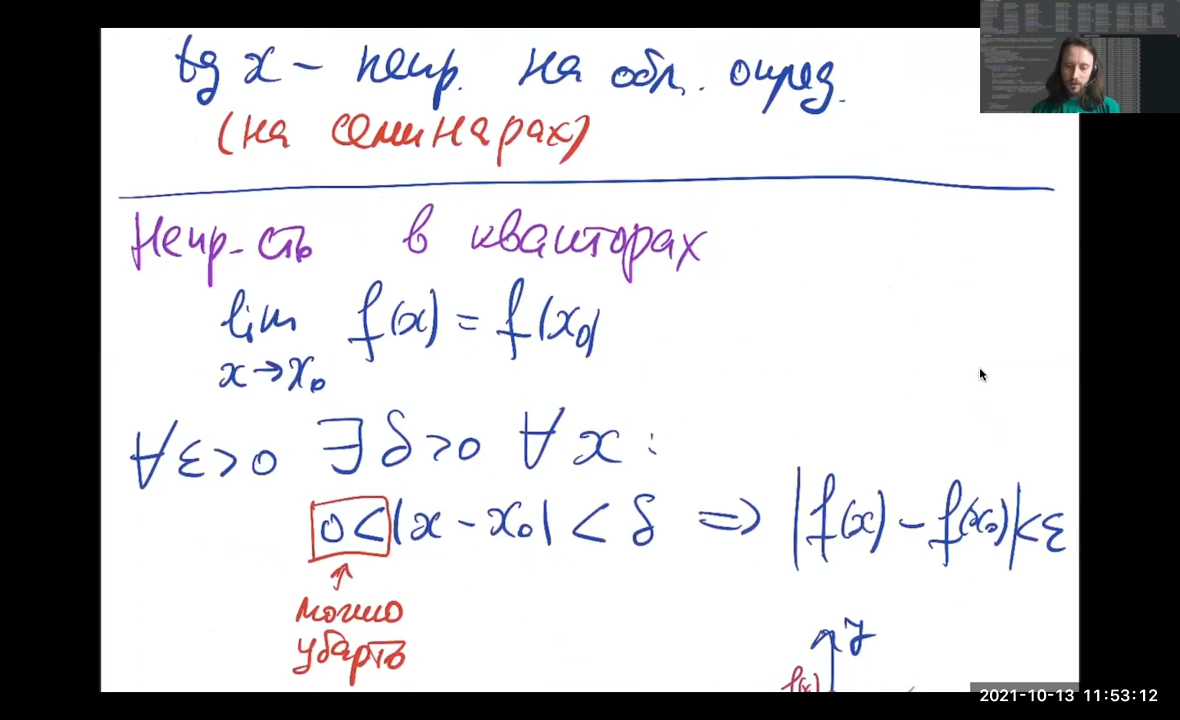 tg x – непр. на обл. опред.
(на семинарах)
Непр-сть в кванторах
lim f(x) = f(x₀)
x→x₀
∀ε>0 ∃δ>0 ∀x :
0<|x – x₀| < δ ⇒ |f(x) – f(x₀)|<ε
↑
можно
убрать
y
f(x)
2021-10-13 11:53:12